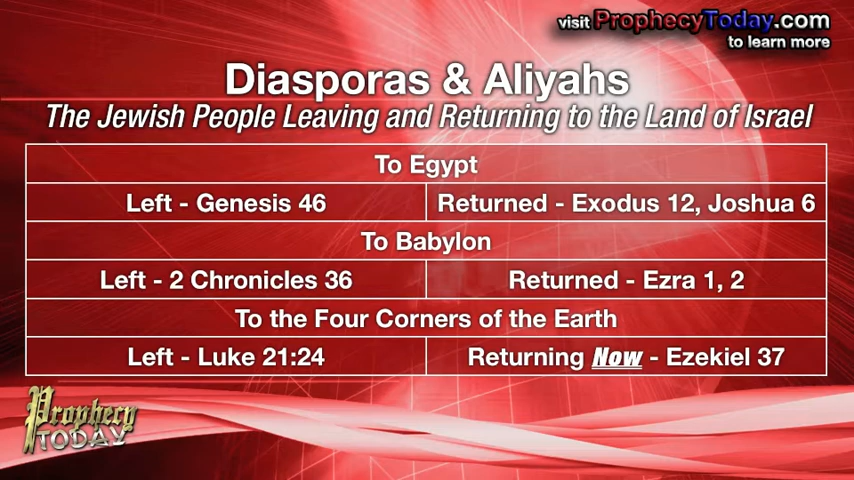 visit ProphecyToday.com
to learn more
Diasporas & Aliyahs
The Jewish People Leaving and Returning to the Land of Israel
To Egypt
Left - Genesis 46
Returned - Exodus 12, Joshua 6
To Babylon
Left - 2 Chronicles 36
Returned - Ezra 1, 2
To the Four Corners of the Earth
Left - Luke 21:24
Returning Now - Ezekiel 37
Prophecy
TODAY